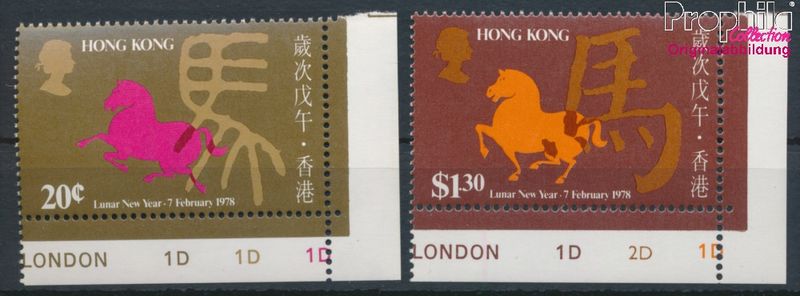 HONG KONG
馬
歲次戊午·香港
20¢
Lunar New Year - 7 February 1978
LONDON 1D 1D 1D
HONG KONG
馬
歲次戊午·香港
$1.30
Lunar New Year - 7 February 1978
LONDON 1D 2D 1D
Prophila
Collection
Originalabbildung